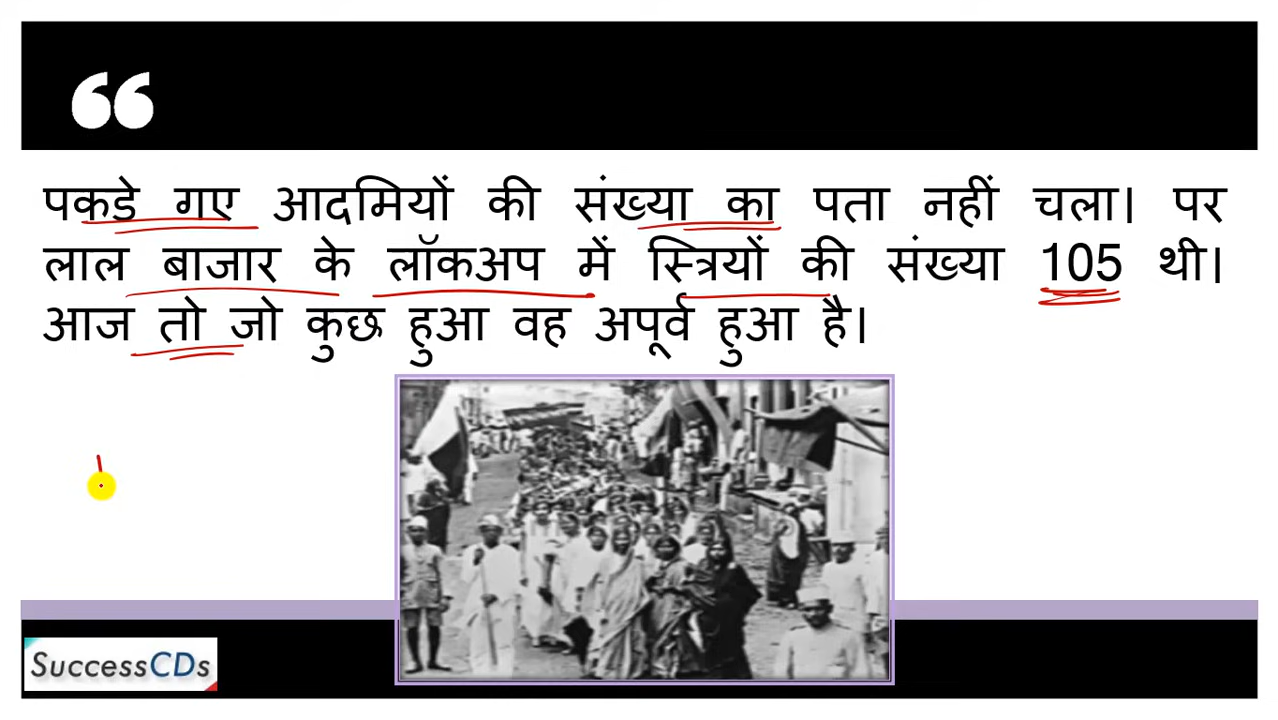 पकडे गए आदमियों की संख्या का पता नहीं चला। पर
लाल बाजार के लॉकअप में स्त्रियों की संख्या 105 थी।
आज तो जो कुछ हुआ वह अपूर्व हुआ है।
SuccessCDs